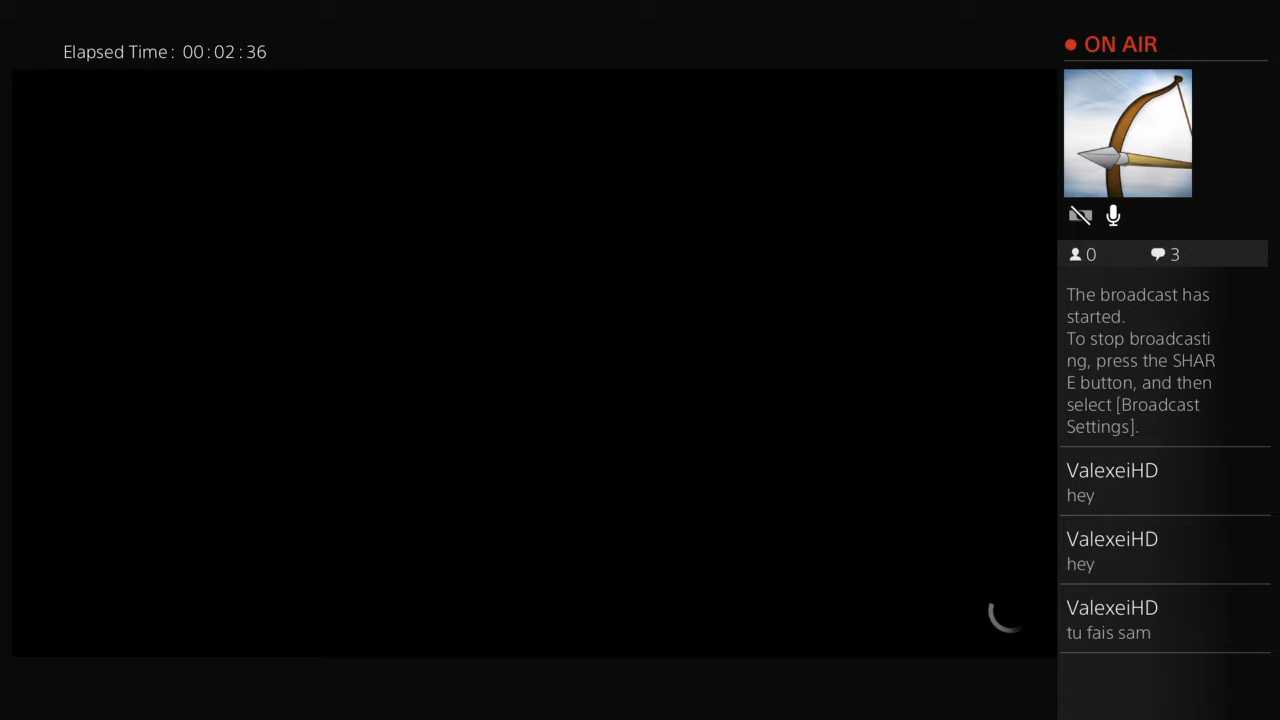 Elapsed Time: 00:02:36
ON AIR
0 3
The broadcast has
started.
To stop broadcasti
ng, press the SHAR
E button, and then
select [Broadcast
Settings].
ValexeiHD
hey
ValexeiHD
hey
ValexeiHD
tu fais sam